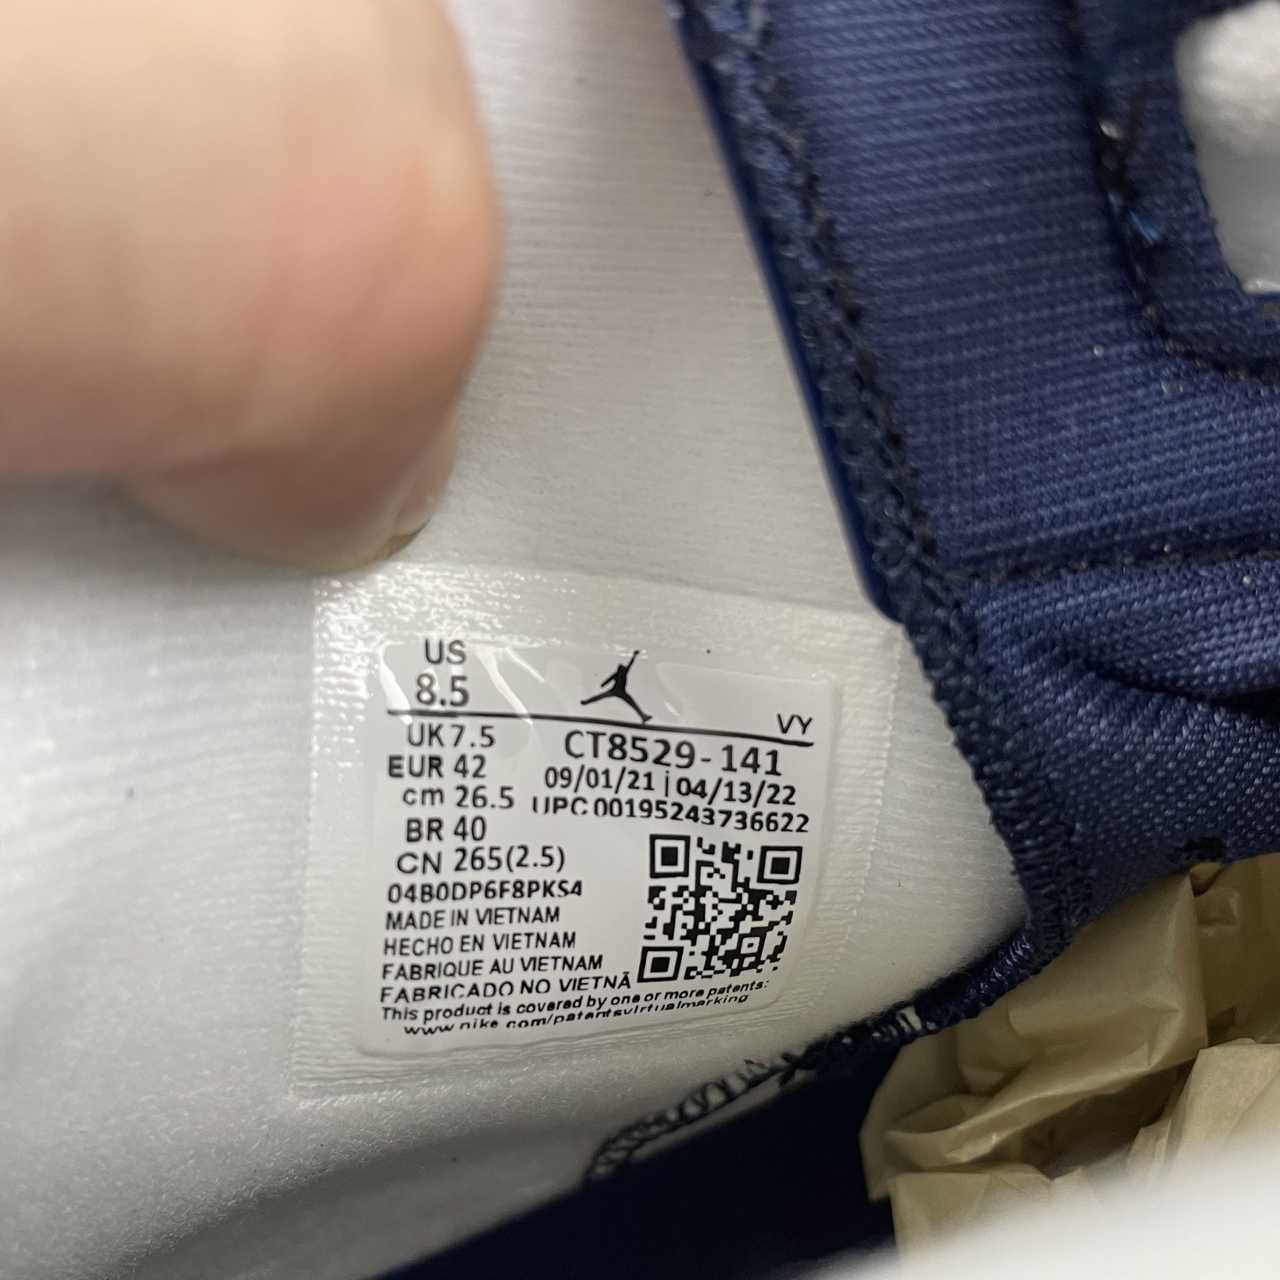 US
8.5
VY
UK 7.5
CT8529-141
EUR 42
09/01/21 | 04/13/22
cm 26.5
UPC 00195243736622
BR 40
CN 265(2.5)
04B0DP6F8PKS4
MADE IN VIETNAM
HECHO EN VIETNAM
FABRIQUE AU VIETNAM
FABRICADO NO VIETNÃ
This product is covered by one or more patents:
www.nike.com/patentsvirtualmarking